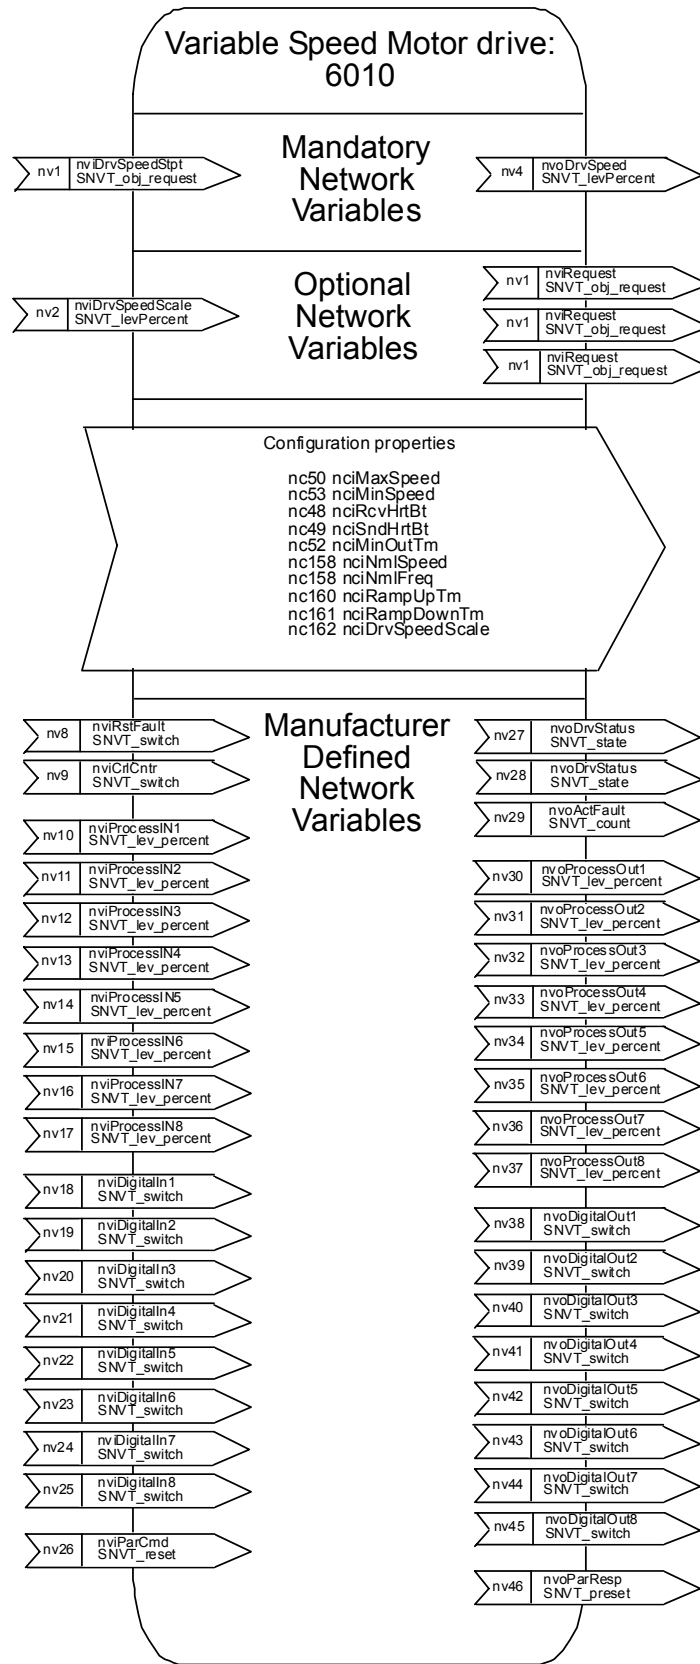 Variable Speed Motor drive:
6010
Mandatory
Network
Variables
nv1
nviDrvSpeedStpt
SNVT_obj_request
nv4
nvoDrvSpeed
SNVT_levPercent
Optional
Network
Variables
nv2
nviDrvSpeedScale
SNVT_levPercent
nv1
nviRequest
SNVT_obj_request
nv1
nviRequest
SNVT_obj_request
nv1
nviRequest
SNVT_obj_request
Configuration properties
nc50 nciMaxSpeed
nc53 nciMinSpeed
nc48 nciRcvHrtBt
nc49 nciSndHrtBt
nc52 nciMinOutTm
nc158 nciNmlSpeed
nc158 nciNmlFreq
nc160 nciRampUpTm
nc161 nciRampDownTm
nc162 nciDrvSpeedScale
Manufacturer
Defined
Network
Variables
nv8
nviRstFault
SNVT_switch
nv9
nviCrlCntr
SNVT_switch
nv10
nviProcessIN1
SNVT_lev_percent
nv11
nviProcessIN2
SNVT_lev_percent
nv12
nviProcessIN3
SNVT_lev_percent
nv13
nviProcessIN4
SNVT_lev_percent
nv14
nviProcessIN5
SNVT_lev_percent
nv15
nviProcessIN6
SNVT_lev_percent
nv16
nviProcessIN7
SNVT_lev_percent
nv17
nviProcessIN8
SNVT_lev_percent
nv18
nviDigitalIn1
SNVT_switch
nv19
nviDigitalIn2
SNVT_switch
nv20
nviDigitalIn3
SNVT_switch
nv21
nviDigitalIn4
SNVT_switch
nv22
nviDigitalIn5
SNVT_switch
nv23
nviDigitalIn6
SNVT_switch
nv24
nviDigitalIn7
SNVT_switch
nv25
nviDigitalIn8
SNVT_switch
nv26
nviParCmd
SNVT_reset
nv27
nvoDrvStatus
SNVT_state
nv28
nvoDrvStatus
SNVT_state
nv29
nvoActFault
SNVT_count
nv30
nvoProcessOut1
SNVT_lev_percent
nv31
nvoProcessOut2
SNVT_lev_percent
nv32
nvoProcessOut3
SNVT_lev_percent
nv33
nvoProcessOut4
SNVT_lev_percent
nv34
nvoProcessOut5
SNVT_lev_percent
nv35
nvoProcessOut6
SNVT_lev_percent
nv36
nvoProcessOut7
SNVT_lev_percent
nv37
nvoProcessOut8
SNVT_lev_percent
nv38
nvoDigitalOut1
SNVT_switch
nv39
nvoDigitalOut2
SNVT_switch
nv40
nvoDigitalOut3
SNVT_switch
nv41
nvoDigitalOut4
SNVT_switch
nv42
nvoDigitalOut5
SNVT_switch
nv43
nvoDigitalOut6
SNVT_switch
nv44
nvoDigitalOut7
SNVT_switch
nv45
nvoDigitalOut8
SNVT_switch
nv46
nvoParResp
SNVT_preset